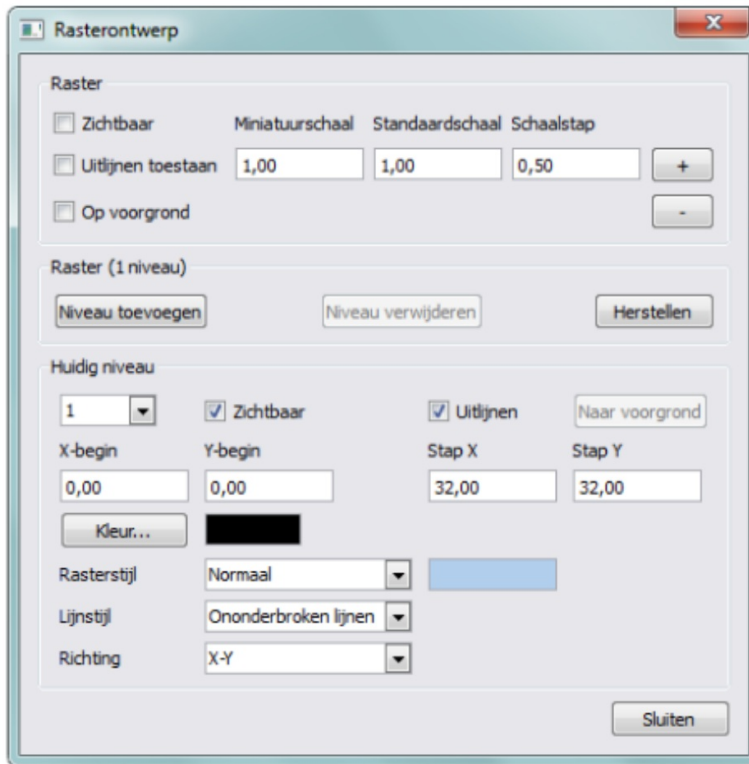 Rasterontwerp
Raster
Zichtbaar Miniatuurschaal Standaardschaal Schaalstap
Uitlijnen toestaan 1,00 1,00 0,50 +
Op voorgrond -
Raster (1 niveau)
Niveau toevoegen Niveau verwijderen Herstellen
Huidig niveau
1 Zichtbaar Uitlijnen Naar voorgrond
X-begin Y-begin Stap X Stap Y
0,00 0,00 32,00 32,00
Kleur...
Rasterstijl Normaal
Lijnstijl Ononderbroken lijnen
Richting X-Y
Sluiten